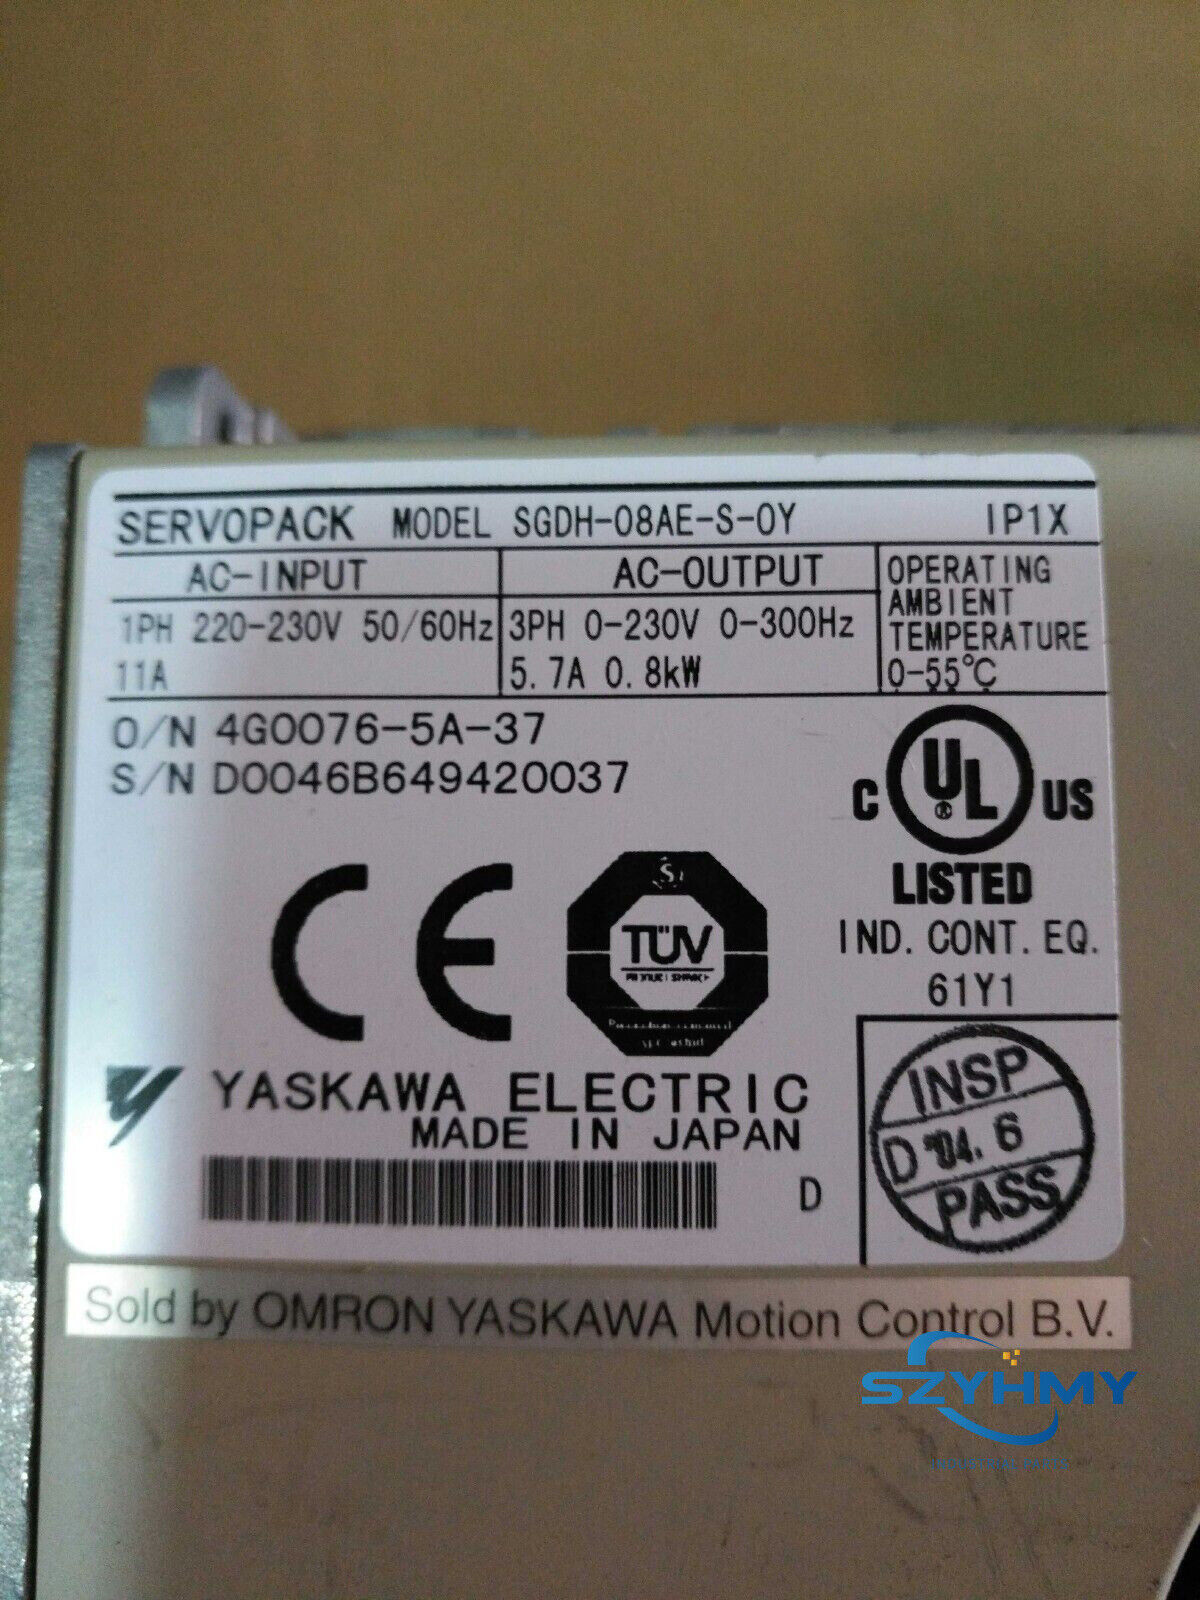 SERVOPACK MODEL SGDH-08AE-S-OY IP1X
AC-INPUT
1PH 220-230V 50/60Hz
11A
AC-OUTPUT
3PH 0-230V 0-300Hz
5.7A 0.8kW
OPERATING
AMBIENT
TEMPERATURE
0-55℃
O/N 4G0076-5A-37
S/N D0046B649420037
C UL ® US
LISTED
IND. CONT. EQ.
61Y1
CE
TÜV
YASKAWA ELECTRIC
MADE IN JAPAN
D
INSP
D '04. 6
PASS
Sold by OMRON YASKAWA Motion Control B.V.
SZYHMY